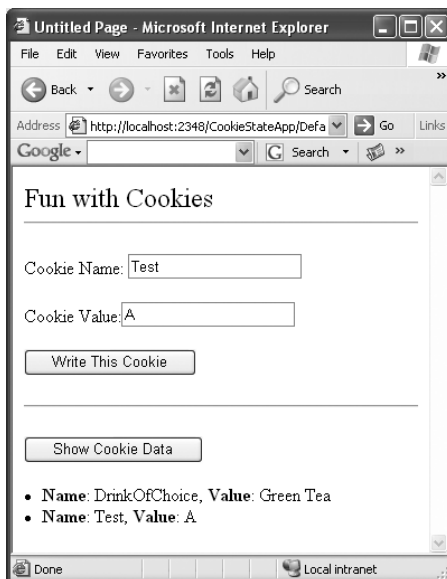 Untitled Page - Microsoft Internet Explorer
File Edit View Favorites Tools Help
Back Search »
Address http://localhost:2348/CookieStateApp/Defa Go Links
Google G Search »
Fun with Cookies
Cookie Name: Test
Cookie Value: A
Write This Cookie
Show Cookie Data
• Name: DrinkOfChoice, Value: Green Tea
• Name: Test, Value: A
Done Local intranet